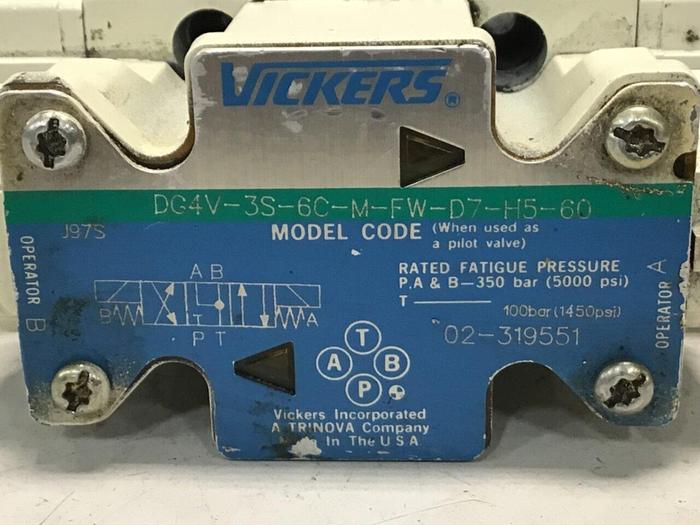 VICKERS®
DG4V-3S-6C-M-FW-D7-H5-60
J97S
MODEL CODE (When used as
a pilot valve)
RATED FATIGUE PRESSURE
P.A & B—350 bar (5000 psi)
T 100bar (1450psi)
02-319551
OPERATOR B
OPERATOR A
A B
B T A
P T
T
A B
P
Vickers Incorporated
A TRINOVA Company
In The U S A